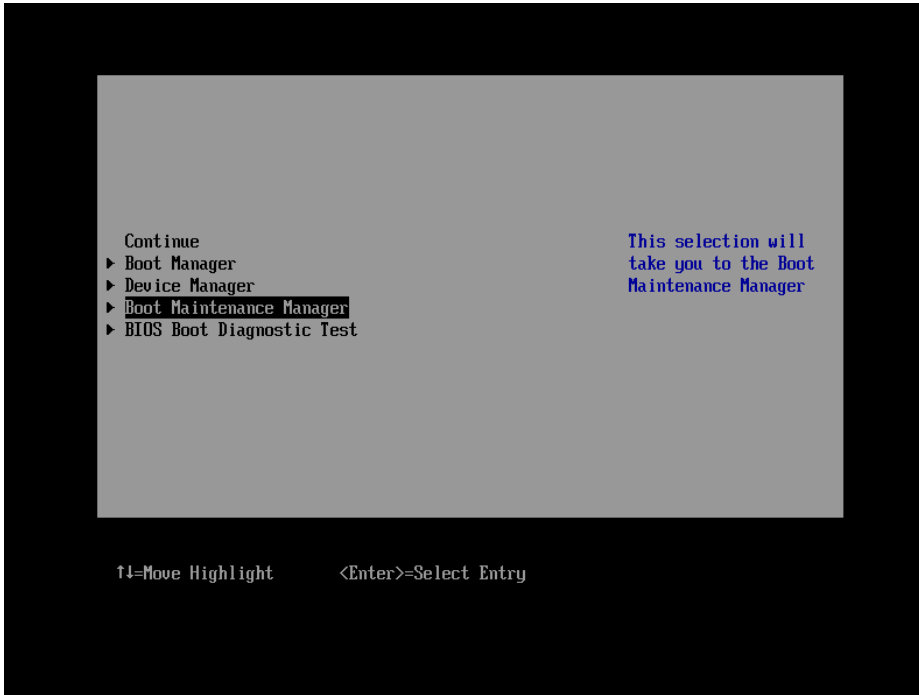 Continue
Boot Manager
Device Manager
Boot Maintenance Manager
BIOS Boot Diagnostic Test
This selection will
take you to the Boot
Maintenance Manager
↑↓=Move Highlight <Enter>=Select Entry